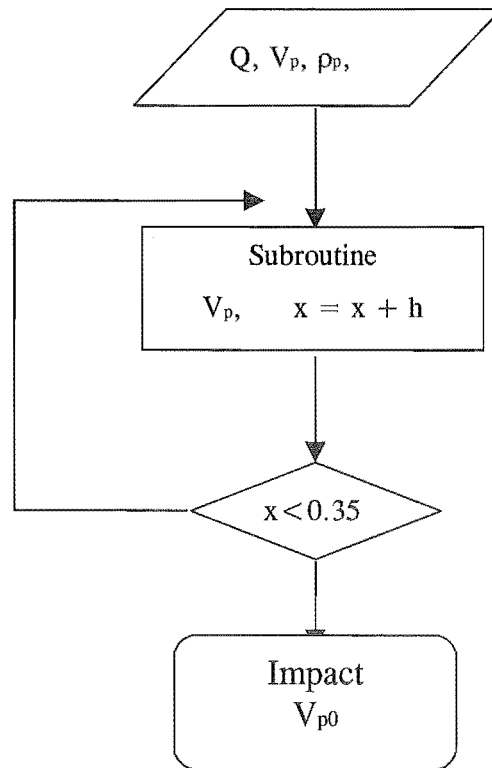 Q, Vp, ρp,
Subroutine
Vp, x = x + h
x<0.35
Impact
Vp0